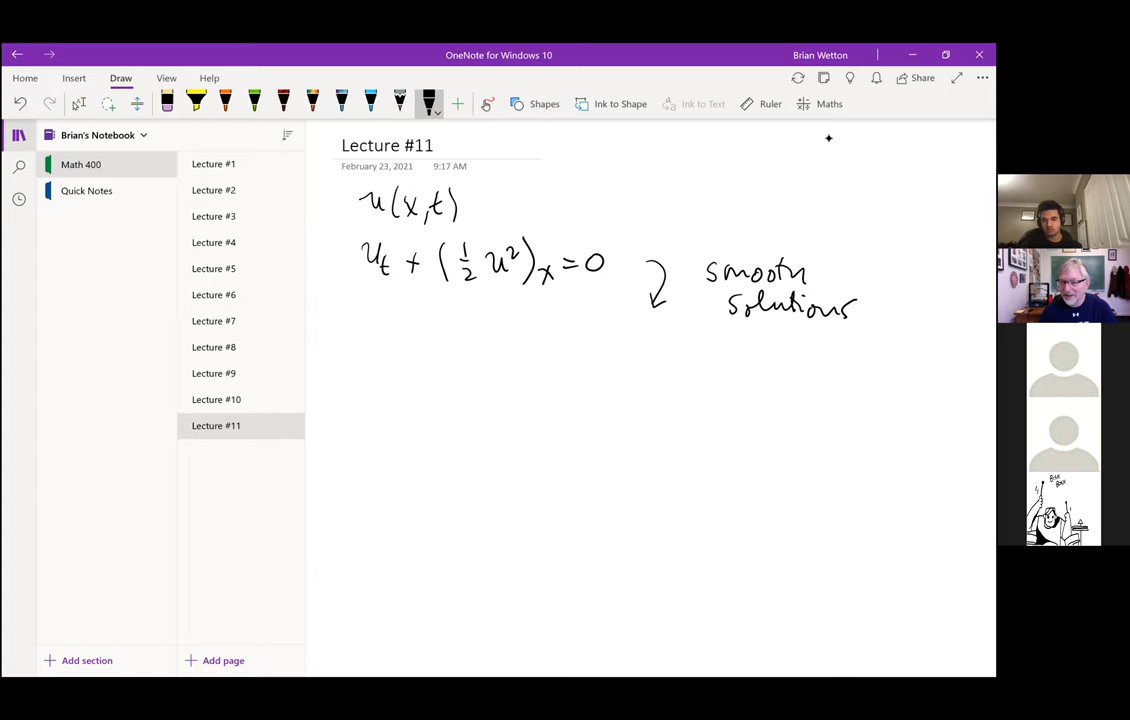 OneNote for Windows 10
Brian Wetton
Home Insert Draw View Help
Share
Shapes Ink to Shape Ink to Text Ruler Maths
Brian's Notebook
Math 400
Quick Notes
Lecture #1
Lecture #2
Lecture #3
Lecture #4
Lecture #5
Lecture #6
Lecture #7
Lecture #8
Lecture #9
Lecture #10
Lecture #11
Add section
Add page
Lecture #11
February 23, 2021 9:17 AM
u(x,t)
u_t + (½ u²)_x = 0
smooth
solutions